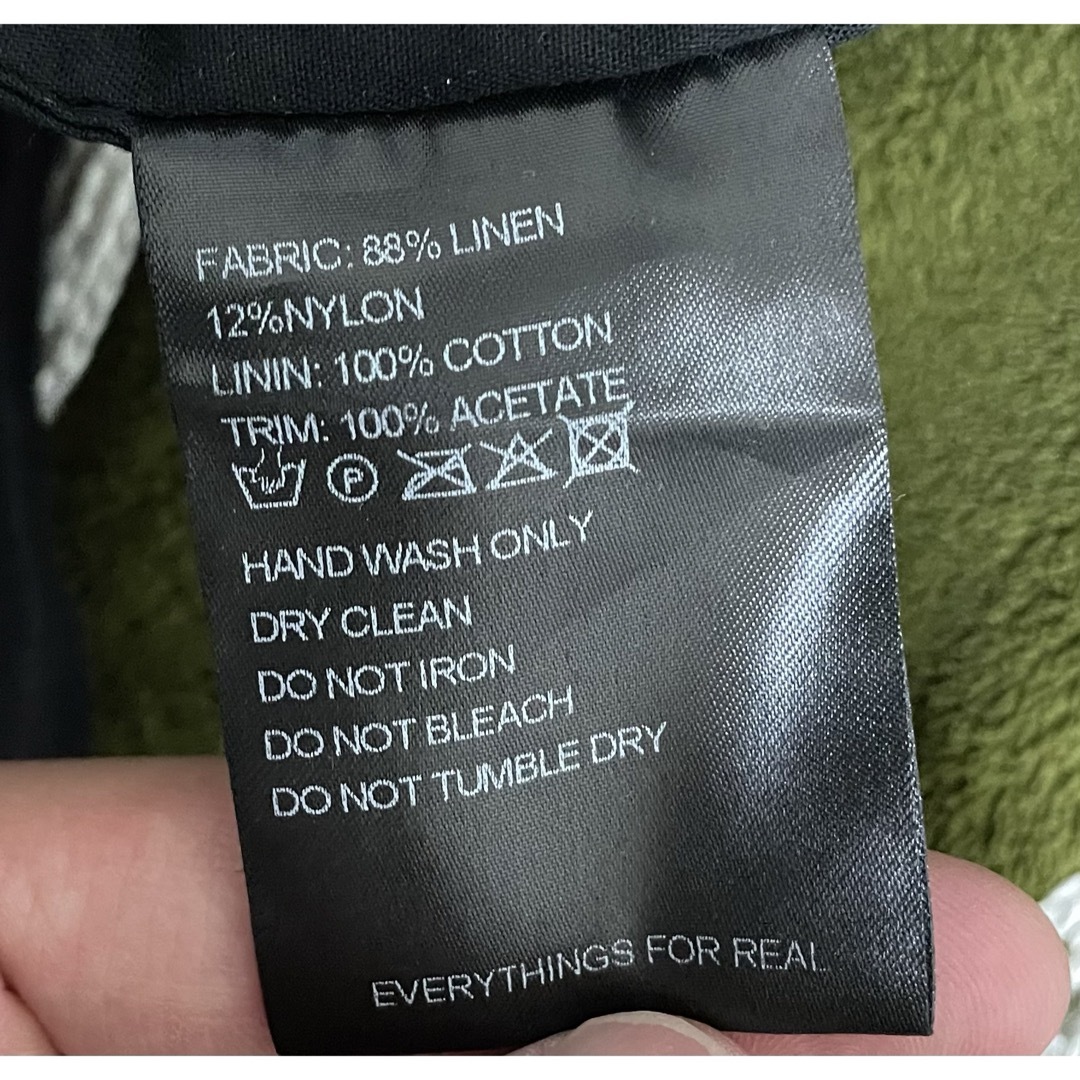 FABRIC: 88% LINEN
12%NYLON
LININ: 100% COTTON
TRIM: 100% ACETATE
P
HAND WASH ONLY
DRY CLEAN
DO NOT IRON
DO NOT BLEACH
DO NOT TUMBLE DRY
EVERYTHINGS FOR REAL